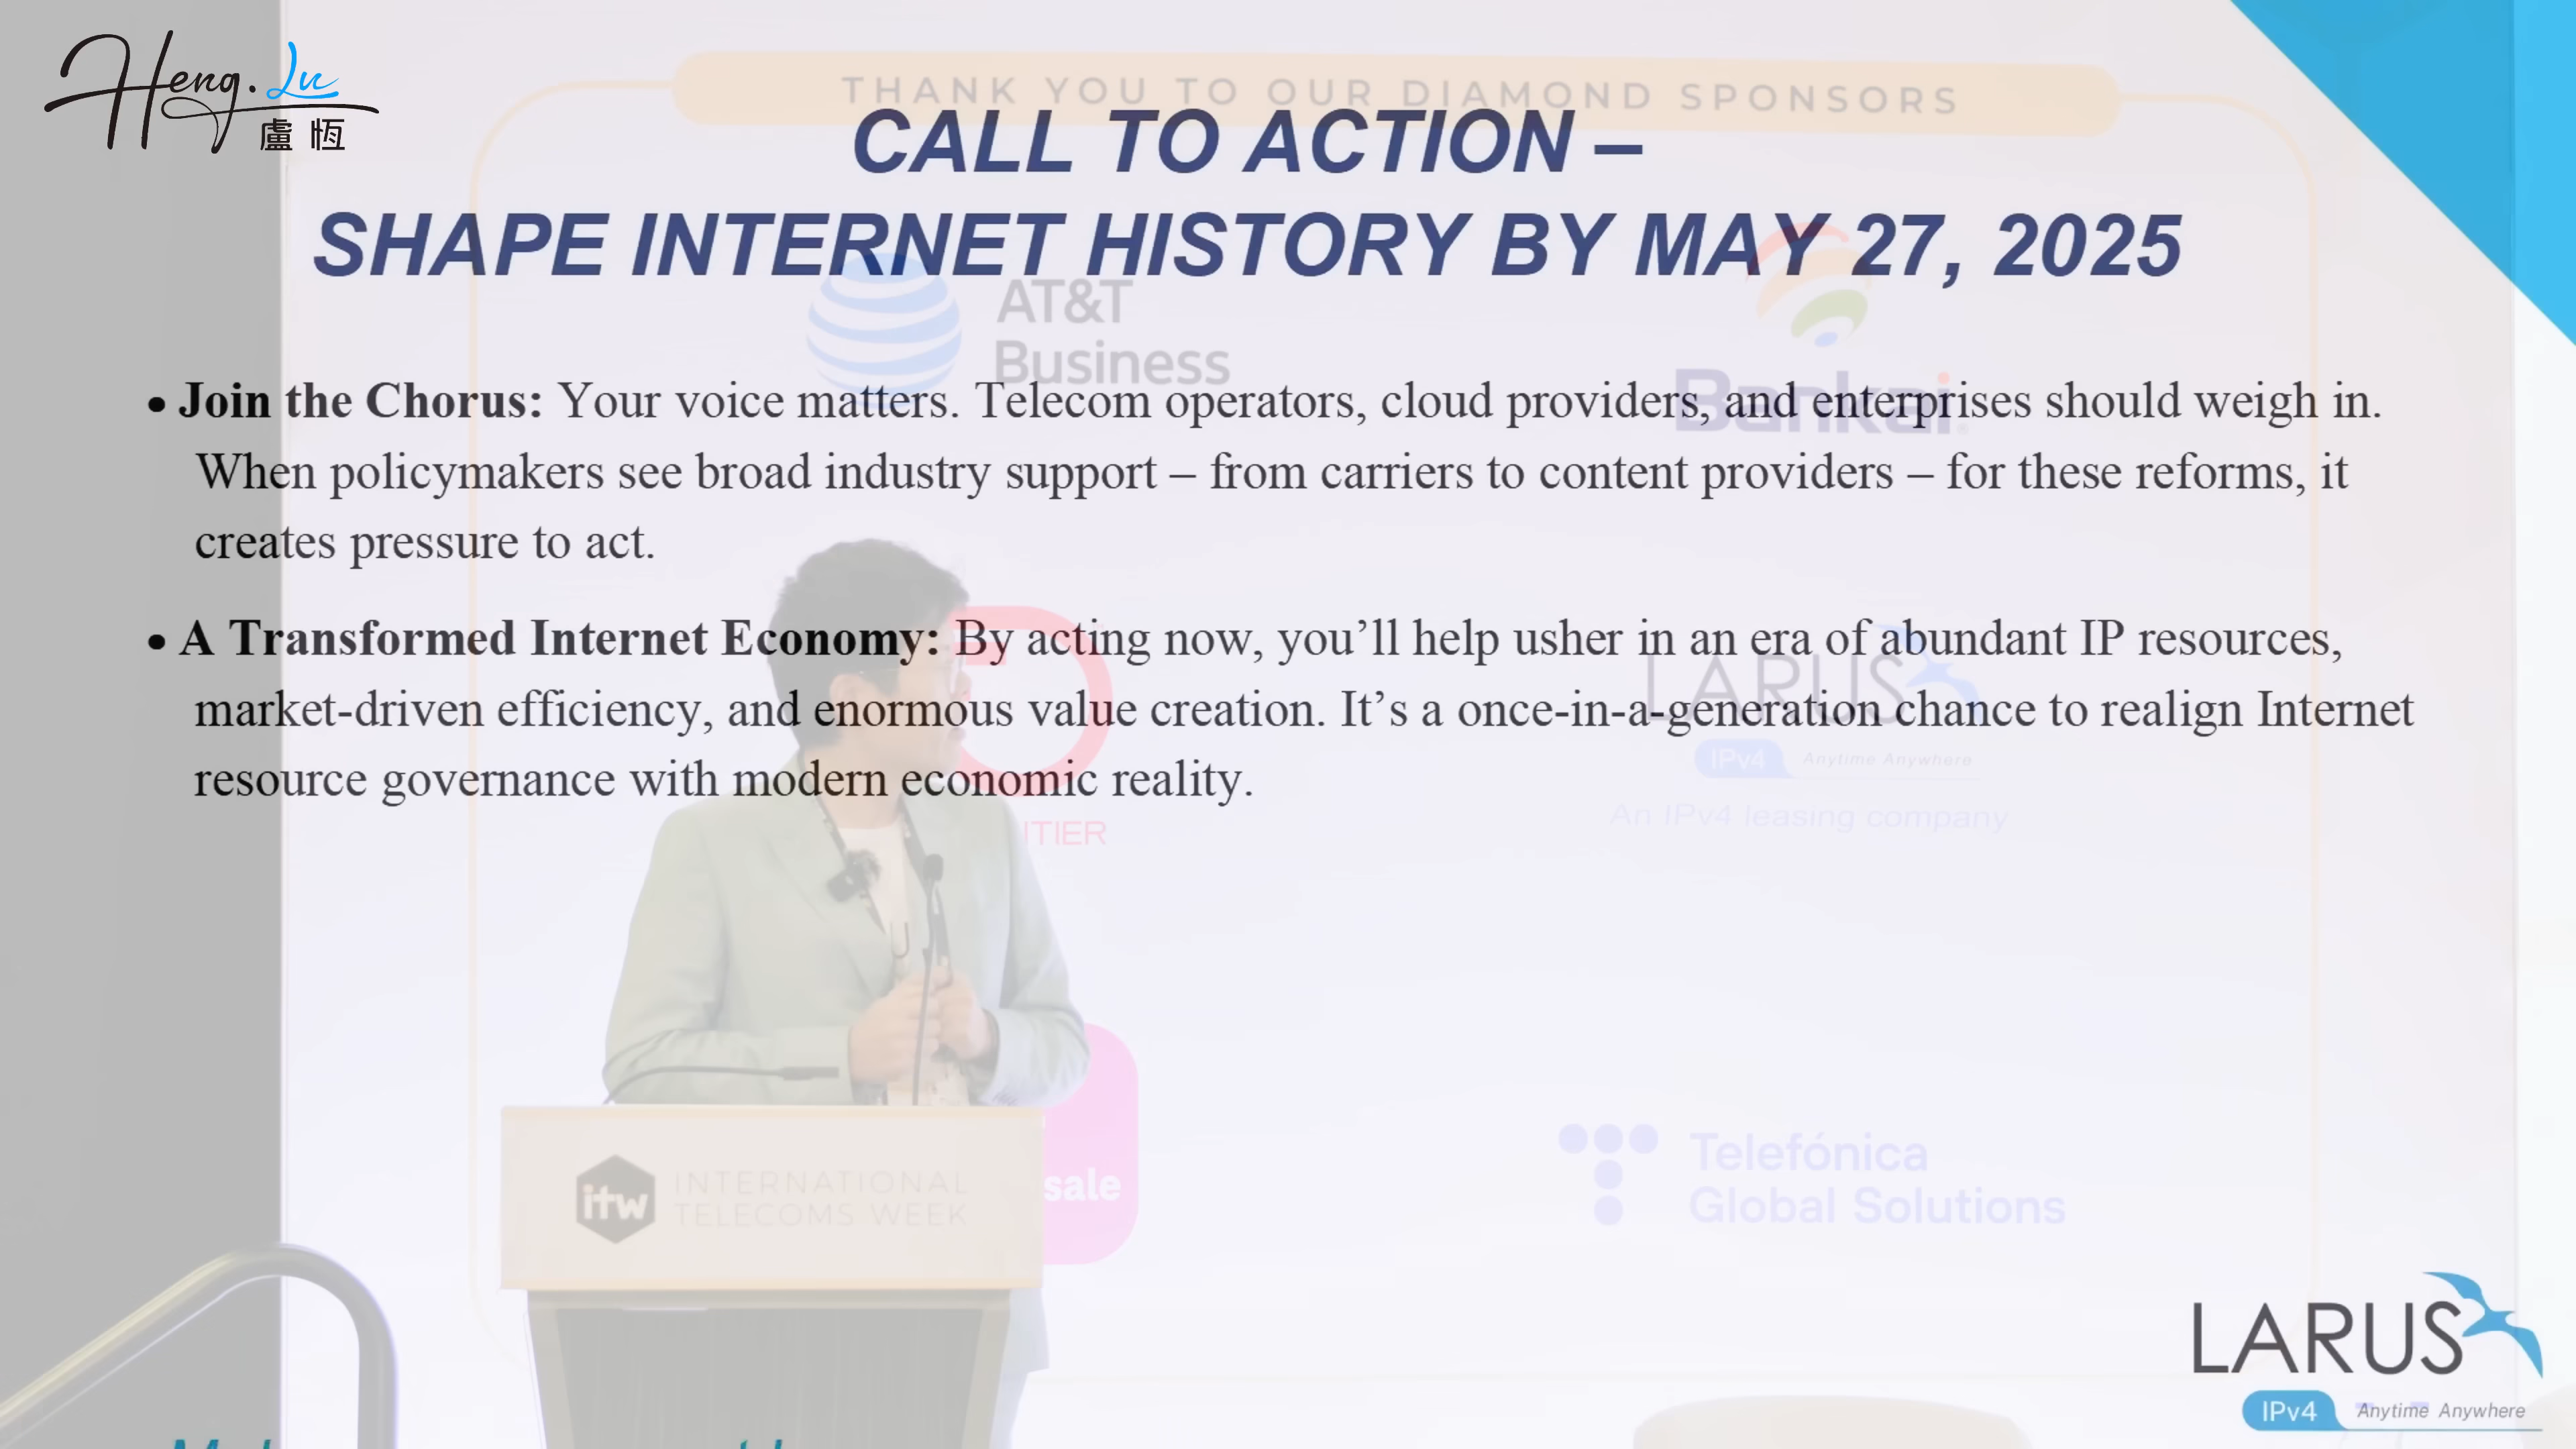 Heng.Lu
盧 恆
THANK YOU TO OUR DIAMOND SPONSORS
CALL TO ACTION –
SHAPE INTERNET HISTORY BY MAY 27, 2025
AT&T
Business
Bankai
• Join the Chorus: Your voice matters. Telecom operators, cloud providers, and enterprises should weigh in.
When policymakers see broad industry support – from carriers to content providers – for these reforms, it
creates pressure to act.
• A Transformed Internet Economy: By acting now, you’ll help usher in an era of abundant IP resources,
market-driven efficiency, and enormous value creation. It’s a once-in-a-generation chance to realign Internet
resource governance with modern economic reality.
LARUS
IPv4 Anytime Anywhere
An IPv4 leasing company
ITIER
sale
itw INTERNATIONAL
TELECOMS WEEK
Telefónica
Global Solutions
LARUS
IPv4 Anytime Anywhere